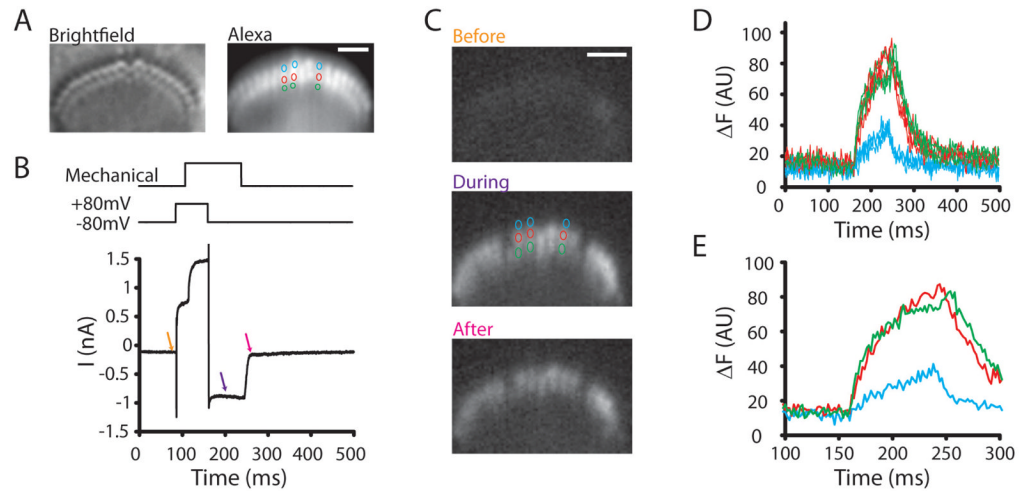 A
Brightfield
Alexa
B
Mechanical
+80mV
-80mV
1.5
1
0.5
0
-0.5
-1
-1.5
I (nA)
0 100 200 300 400 500
Time (ms)
C
Before
During
After
D
100
80
60
40
20
0
ΔF (AU)
0 100 200 300 400 500
Time (ms)
E
100
80
60
40
20
0
ΔF (AU)
100 150 200 250 300
Time (ms)